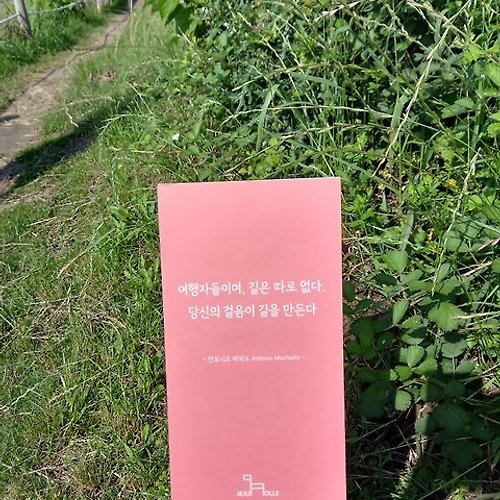 여행자들이여, 길은 따로 없다.
당신의 걸음이 길을 만든다
- 안토니오 마차도 Antonio Machado -
JEJU OLLE